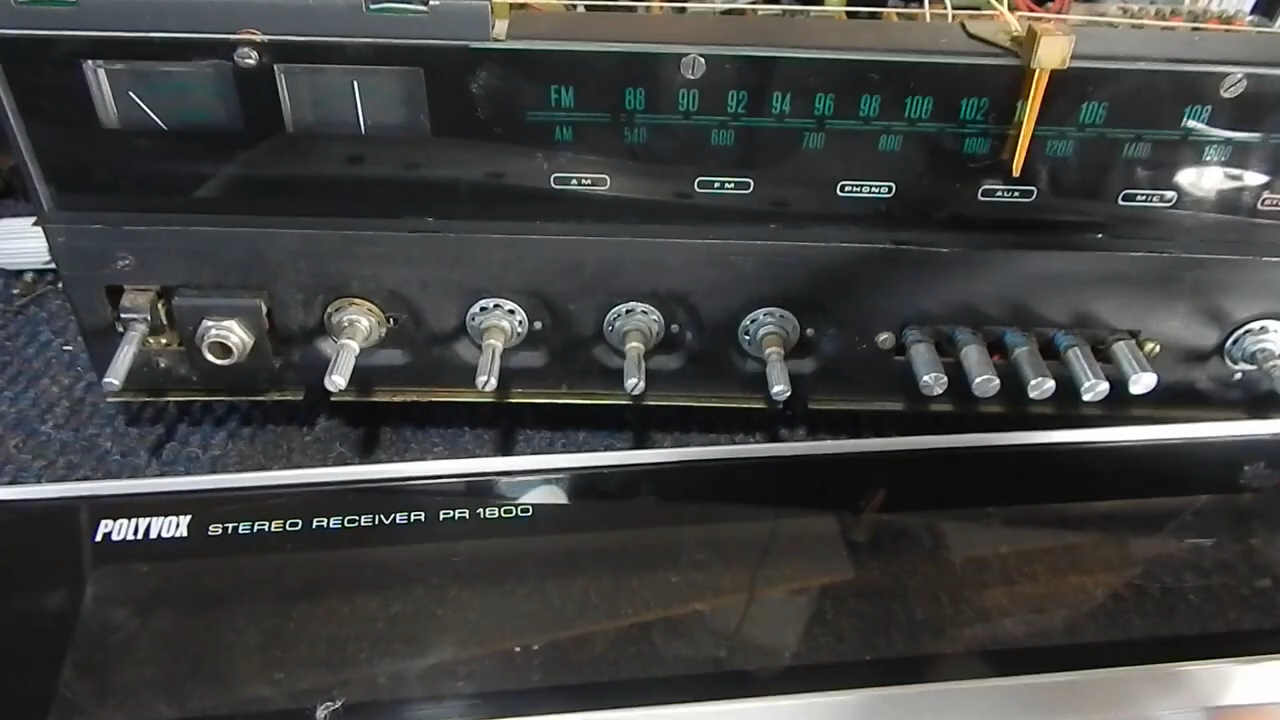 FM 88 90 92 94 96 98 100 102 106 108
AM 540 600 700 800 1000 1200 1400 1600
AM FM PHONO AUX MIC
POLYVOX STEREO RECEIVER PR 1800